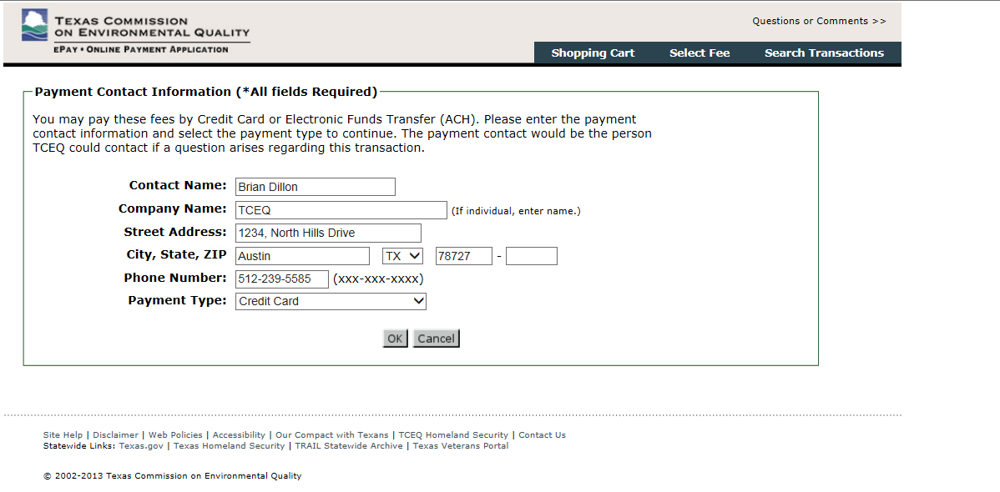 TEXAS COMMISSION
ON ENVIRONMENTAL QUALITY
EPAY • ONLINE PAYMENT APPLICATION
Questions or Comments >>
Shopping Cart Select Fee Search Transactions
Payment Contact Information (*All fields Required)
You may pay these fees by Credit Card or Electronic Funds Transfer (ACH). Please enter the payment
contact information and select the payment type to continue. The payment contact would be the person
TCEQ could contact if a question arises regarding this transaction.
Contact Name: Brian Dillon
Company Name: TCEQ (If individual, enter name.)
Street Address: 1234, North Hills Drive
City, State, ZIP Austin TX 78727 -
Phone Number: 512-239-5585 (xxx-xxx-xxxx)
Payment Type: Credit Card
OK Cancel
Site Help | Disclaimer | Web Policies | Accessibility | Our Compact with Texans | TCEQ Homeland Security | Contact Us
Statewide Links: Texas.gov | Texas Homeland Security | TRAIL Statewide Archive | Texas Veterans Portal
© 2002-2013 Texas Commission on Environmental Quality